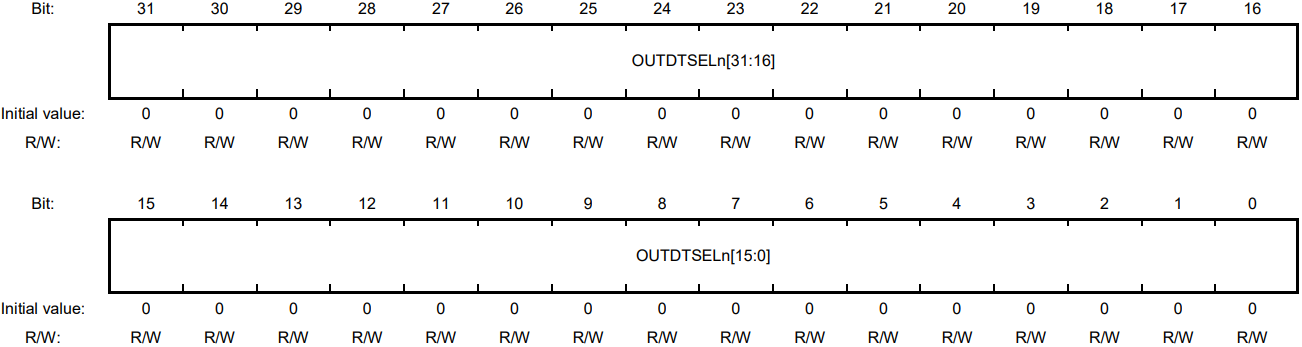 Bit: 31 30 29 28 27 26 25 24 23 22 21 20 19 18 17 16
OUTDTSELn[31:16]
Initial value: 0 0 0 0 0 0 0 0 0 0 0 0 0 0 0 0
R/W: R/W R/W R/W R/W R/W R/W R/W R/W R/W R/W R/W R/W R/W R/W R/W R/W
Bit: 15 14 13 12 11 10 9 8 7 6 5 4 3 2 1 0
OUTDTSELn[15:0]
Initial value: 0 0 0 0 0 0 0 0 0 0 0 0 0 0 0 0
R/W: R/W R/W R/W R/W R/W R/W R/W R/W R/W R/W R/W R/W R/W R/W R/W R/W